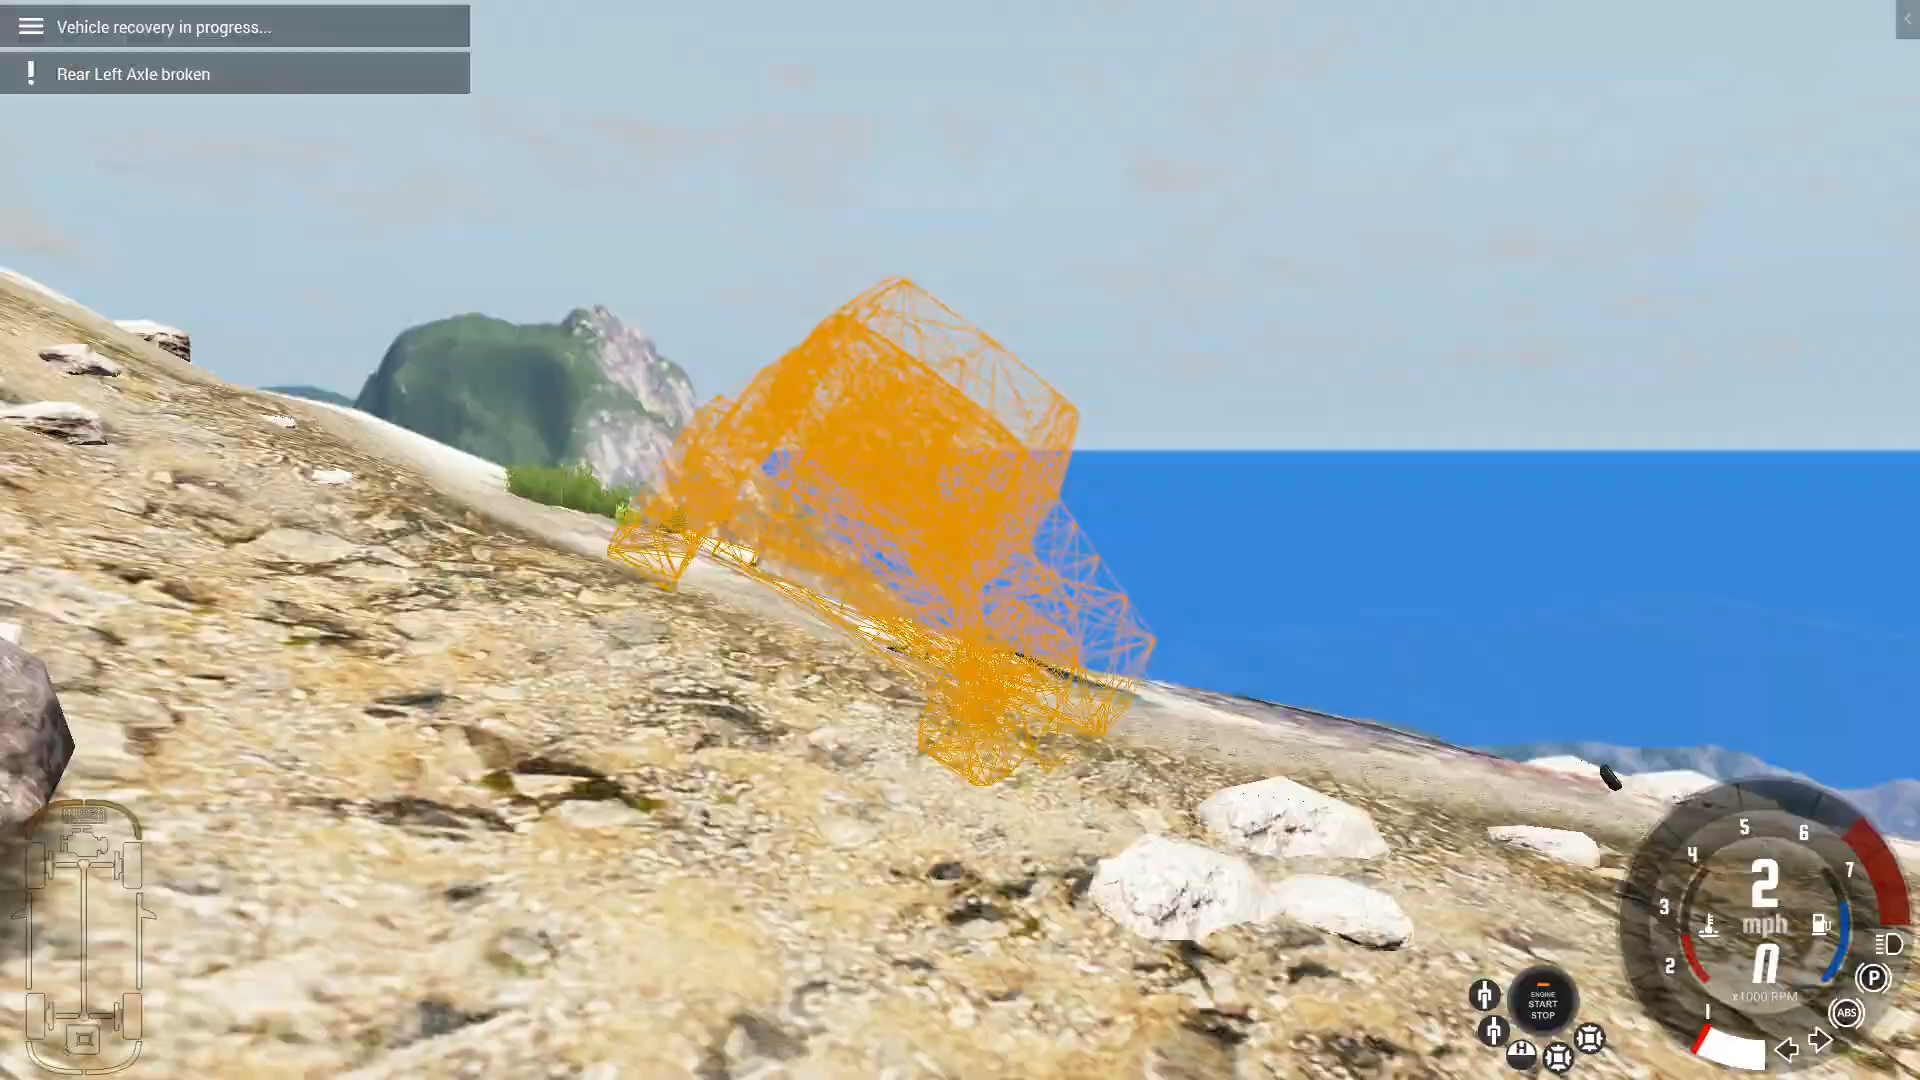 Vehicle recovery in progress...
Rear Left Axle broken
5
6
4
7
3
2
mph
2
n
x1000 RPM
1
P
ABS
ENGINE
START
STOP
H